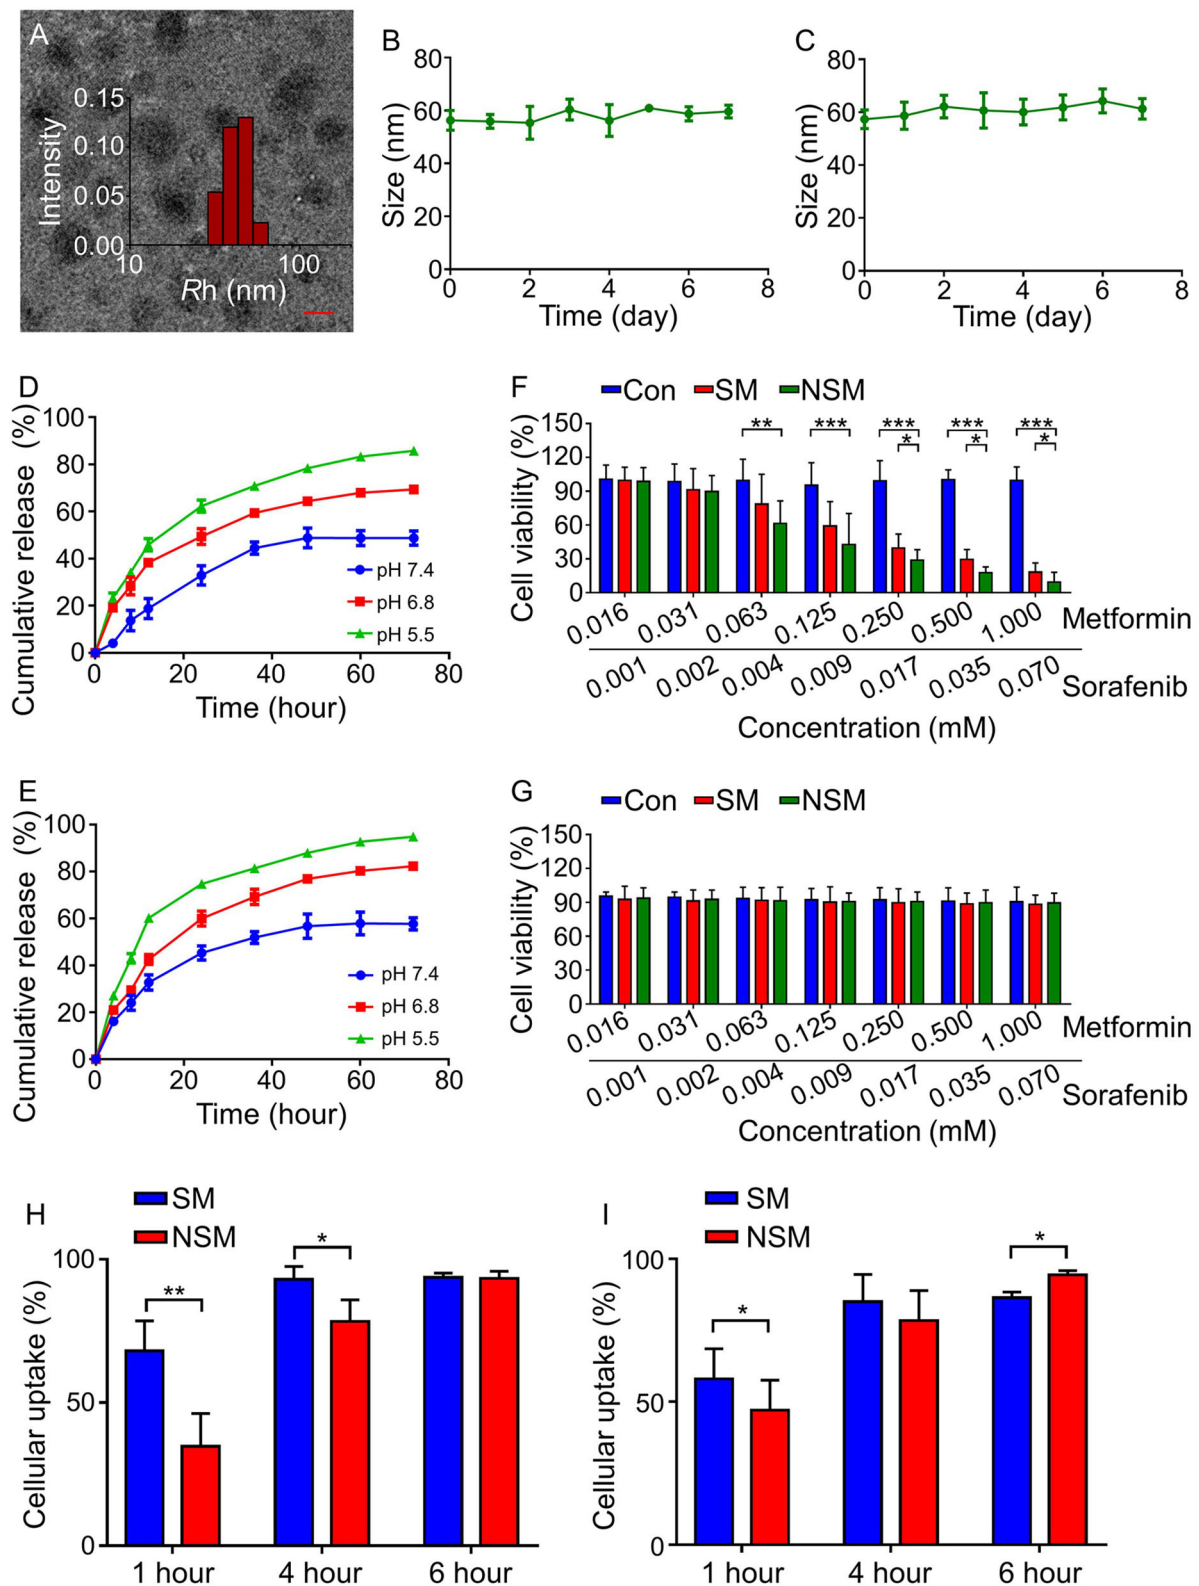 A
0.15
0.10
0.05
0.00
Intensity
10 100
Rh (nm)
B
80
60
40
20
0
Size (nm)
0 2 4 6 8
Time (day)
C
80
60
40
20
0
Size (nm)
0 2 4 6 8
Time (day)
D
100
80
60
40
20
0
Cumulative release (%)
pH 7.4
pH 6.8
pH 5.5
0 20 40 60 80
Time (hour)
F
Con SM NSM
150
120
90
60
30
0
Cell viability (%)
** *** *** *** ***
* * *
0.016 0.031 0.063 0.125 0.250 0.500 1.000 Metformin
0.001 0.002 0.004 0.009 0.017 0.035 0.070 Sorafenib
Concentration (mM)
E
100
80
60
40
20
0
Cumulative release (%)
pH 7.4
pH 6.8
pH 5.5
0 20 40 60 80
Time (hour)
G
Con SM NSM
150
120
90
60
30
0
Cell viability (%)
0.016 0.031 0.063 0.125 0.250 0.500 1.000 Metformin
0.001 0.002 0.004 0.009 0.017 0.035 0.070 Sorafenib
Concentration (mM)
H
SM
NSM
100
50
0
Cellular uptake (%)
** *
1 hour 4 hour 6 hour
I
SM
NSM
100
50
0
Cellular uptake (%)
* *
1 hour 4 hour 6 hour